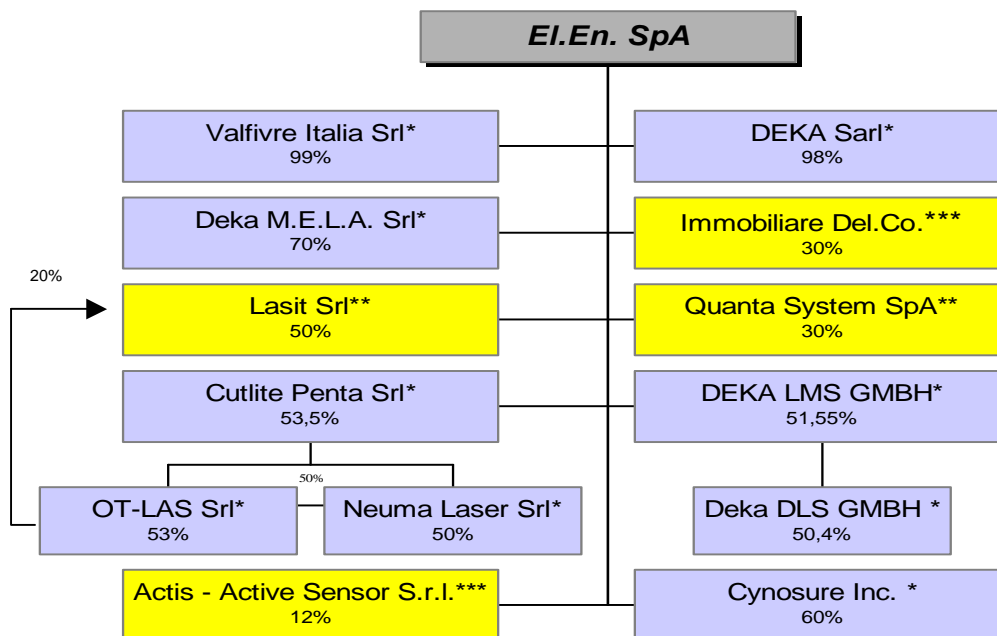 El.En. SpA
Valfivre Italia Srl*
99%
DEKA Sarl*
98%
Deka M.E.L.A. Srl*
70%
Immobiliare Del.Co.***
30%
20%
Lasit Srl**
50%
Quanta System SpA**
30%
Cutlite Penta Srl*
53,5%
DEKA LMS GMBH*
51,55%
50%
OT-LAS Srl*
53%
Neuma Laser Srl*
50%
Deka DLS GMBH *
50,4%
Actis - Active Sensor S.r.l.***
12%
Cynosure Inc. *
60%